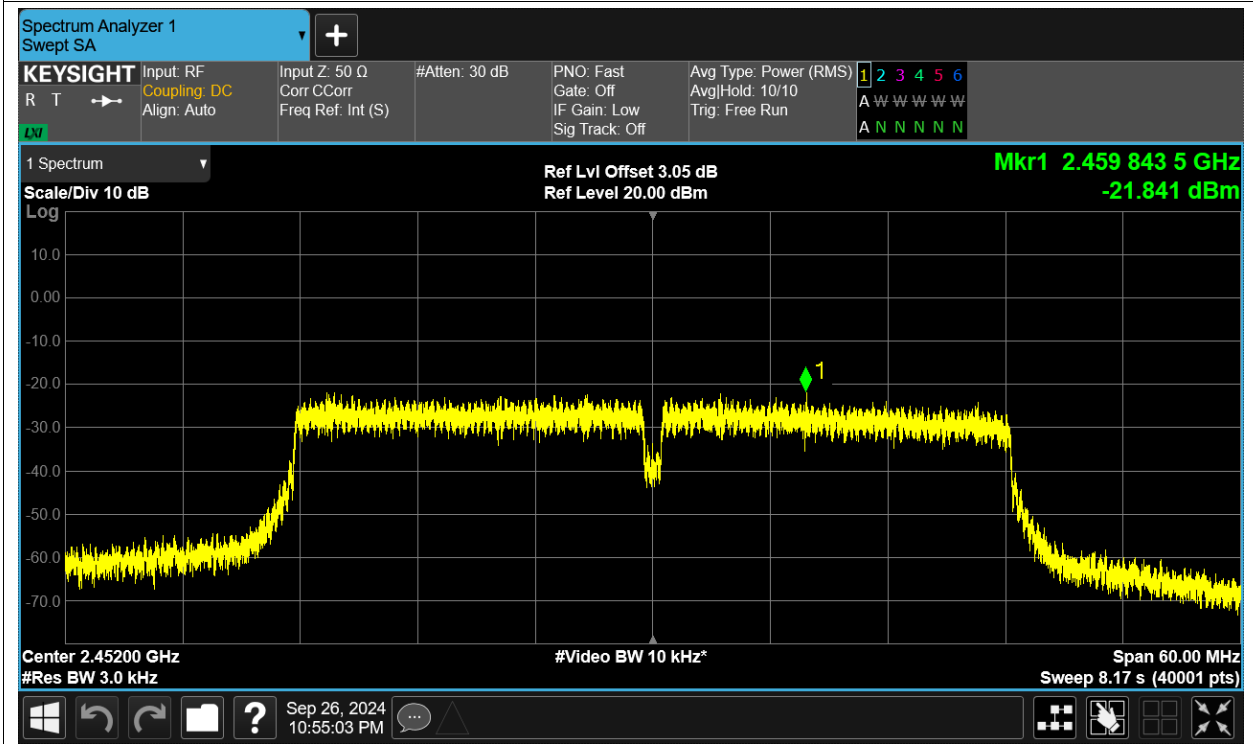 Spectrum Analyzer 1
Swept SA
+
KEYSIGHT
R T
LXI
Input: RF
Coupling: DC
Align: Auto
Input Z: 50 Ω
Corr CCorr
Freq Ref: Int (S)
#Atten: 30 dB
PNO: Fast
Gate: Off
IF Gain: Low
Sig Track: Off
Avg Type: Power (RMS)
Avg|Hold: 10/10
Trig: Free Run
1 2 3 4 5 6
A W W W W W
A N N N N N
1 Spectrum
Scale/Div 10 dB
Log
Ref Lvl Offset 3.05 dB
Ref Level 20.00 dBm
Mkr1 2.459 843 5 GHz
-21.841 dBm
10.0
0.00
-10.0
-20.0
-30.0
-40.0
-50.0
-60.0
-70.0
1
Center 2.45200 GHz
#Res BW 3.0 kHz
#Video BW 10 kHz*
Span 60.00 MHz
Sweep 8.17 s (40001 pts)
?
Sep 26, 2024
10:55:03 PM